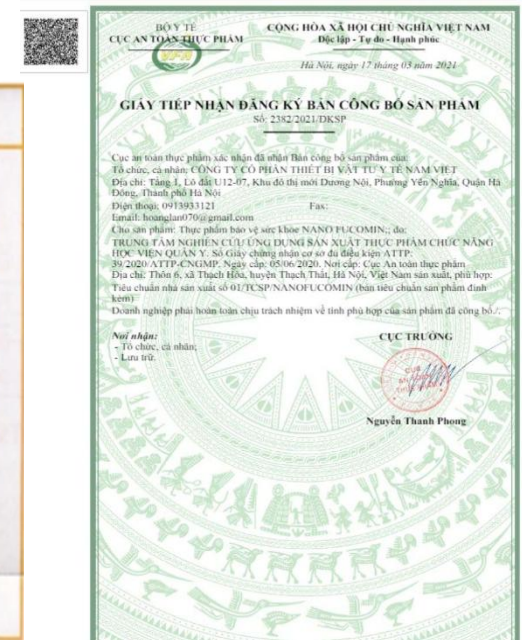 BỘ Y TẾ
CỤC AN TOÀN THỰC PHẨM
CỘNG HÒA XÃ HỘI CHỦ NGHĨA VIỆT NAM
Độc lập - Tự do - Hạnh phúc
Hà Nội, ngày 17 tháng 03 năm 2021
GIẤY TIẾP NHẬN ĐĂNG KÝ BẢN CÔNG BỐ SẢN PHẨM
Số: 2382/2021/ĐKSP
Cục an toàn thực phẩm xác nhận đã nhận Bản công bố sản phẩm của:
Tổ chức, cá nhân: CÔNG TY CỔ PHẦN THIẾT BỊ VẬT TƯ Y TẾ NAM VIỆT
Địa chỉ: Tầng 1, Lô đất U12-07, Khu đô thị mới Dương Nội, Phường Yên Nghĩa, Quận Hà
Đông, Thành phố Hà Nội
Điện thoại: 0913933121 Fax:
Email: hoanglan070@gmail.com
Cho sản phẩm: Thực phẩm bảo vệ sức khỏe NANO FUCOMIN;; do:
TRUNG TÂM NGHIÊN CỨU ỨNG DỤNG SẢN XUẤT THỰC PHẨM CHỨC NĂNG
HỌC VIỆN QUÂN Y. Số Giấy chứng nhận cơ sở đủ điều kiện ATTP:
39/2020/ATTP-CNGMP, Ngày cấp: 05/06/2020, Nơi cấp: Cục An toàn thực phẩm
Địa chỉ: Thôn 6, xã Thạch Hòa, huyện Thạch Thất, Hà Nội, Việt Nam sản xuất, phù hợp:
Tiêu chuẩn nhà sản xuất số 01/TCSP/NANOFUCOMIN (bản tiêu chuẩn sản phẩm đính
kèm)
Doanh nghiệp phải hoàn toàn chịu trách nhiệm về tính phù hợp của sản phẩm đã công bố./.
Nơi nhận:
- Tổ chức, cá nhân;
- Lưu trữ.
CỤC TRƯỞNG
Nguyễn Thanh Phong